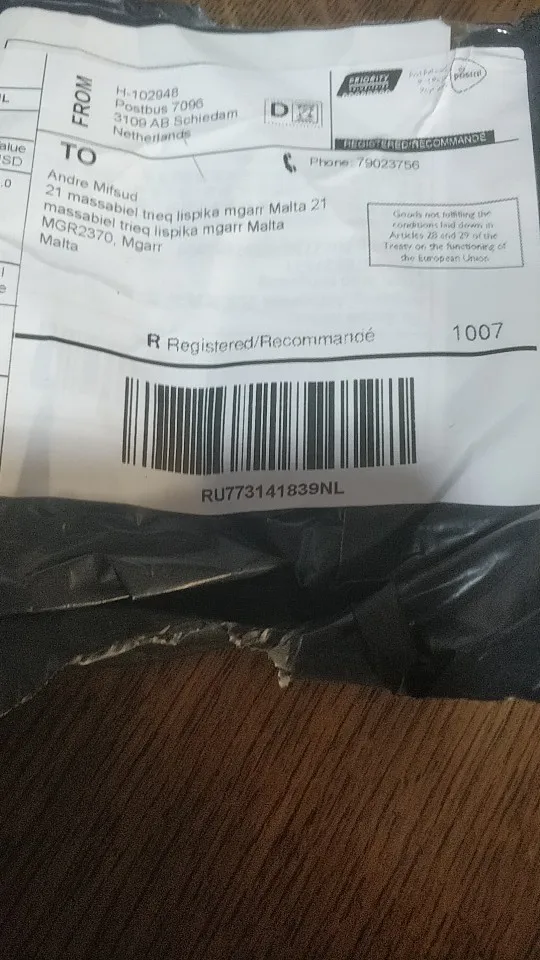 FROM
H-102948
Postbus 7096
3109 AB Schiedam
Netherlands
D
PRIORITY
postnl
REGISTERED/RECOMMANDÉ
TO
Phone: 79023756
Andre Mifsud
21 massabiel trieq lispika mgarr Malta 21
massabiel trieq lispika mgarr Malta
MGR2370, Mgarr
Malta
Goods not fulfilling the
conditions laid down in
Articles 28 and 29 of the
Treaty on the functioning of
the European Union
R Registered/Recommandé
1007
RU773141839NL